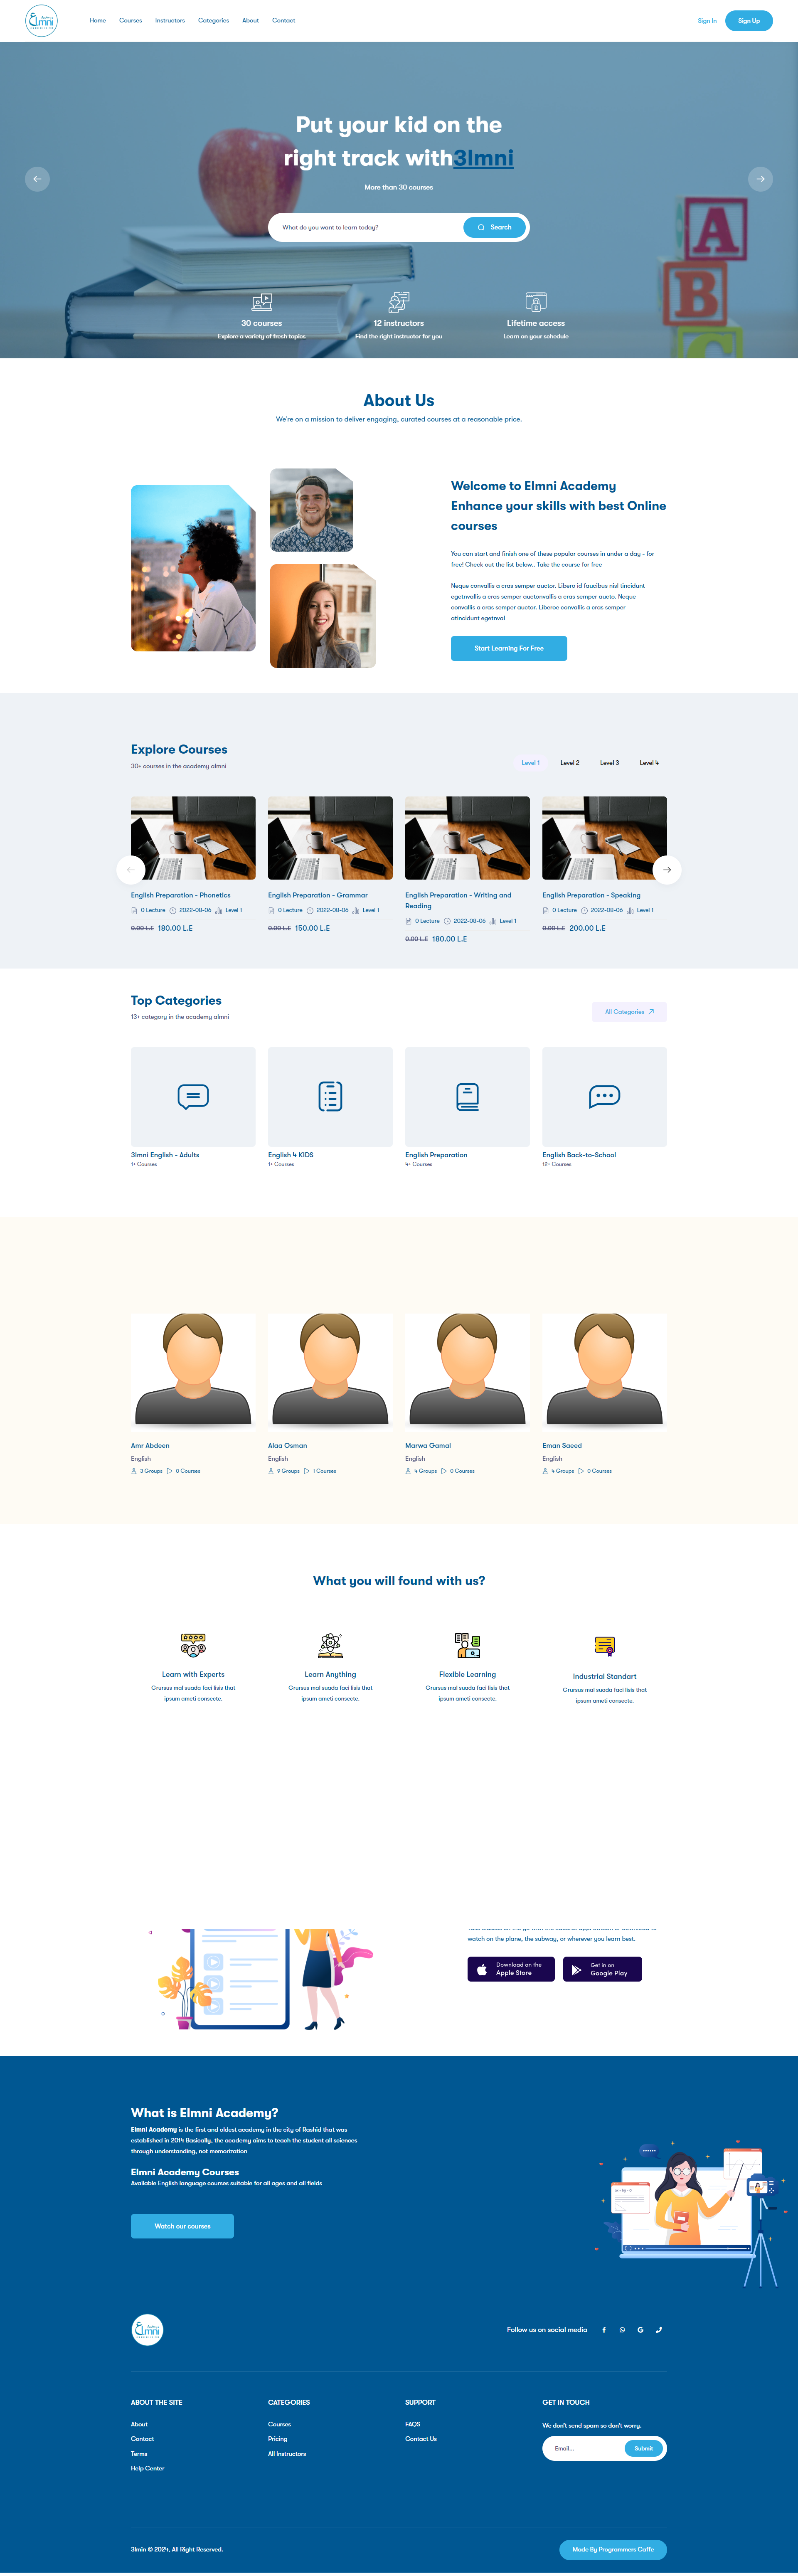 Elmni
Home
Courses
Instructors
Categories
About
Contact
Sign In
Sign Up
Put your kid on the
right track with3lmni
More than 30 courses
What do you want to learn today?
Search
30 courses
Explore a variety of fresh topics
12 instructors
Find the right instructor for you
Lifetime access
Learn on your schedule
A
B
C
About Us
We're on a mission to deliver engaging, curated courses at a reasonable price.
Welcome to Elmni Academy
Enhance your skills with best Online
courses
You can start and finish one of these popular courses in under a day - for
free! Check out the list below.. Take the course for free
Neque convallis a cras semper auctor. Libero id faucibus nisl tincidunt
egetnvallis a cras semper auctonvallis a cras semper aucto. Neque
convallis a cras semper auctor. Liberoe convallis a cras semper
atincidunt egetnval
Start Learning For Free
Explore Courses
30+ courses in the academy almni
Level 1
Level 2
Level 3
Level 4
English Preparation - Phonetics
0 Lecture
2022-08-06
Level 1
0.00 L.E 180.00 L.E
English Preparation - Grammar
0 Lecture
2022-08-06
Level 1
0.00 L.E 150.00 L.E
English Preparation - Writing and
Reading
0 Lecture
2022-08-06
Level 1
0.00 L.E 180.00 L.E
English Preparation - Speaking
0 Lecture
2022-08-06
Level 1
0.00 L.E 200.00 L.E
Top Categories
13+ category in the academy almni
All Categories
3lmni English - Adults
1+ Courses
English 4 KIDS
1+ Courses
English Preparation
4+ Courses
English Back-to-School
12+ Courses
Amr Abdeen
English
3 Groups
0 Courses
Alaa Osman
English
9 Groups
1 Courses
Marwa Gamal
English
4 Groups
0 Courses
Eman Saeed
English
4 Groups
0 Courses
What you will found with us?
Learn with Experts
Grursus mal suada faci lisis that
ipsum ameti consecte.
Learn Anything
Grursus mal suada faci lisis that
ipsum ameti consecte.
Flexible Learning
Grursus mal suada faci lisis that
ipsum ameti consecte.
Industrial Standart
Grursus mal suada faci lisis that
ipsum ameti consecte.
watch on the plane, the subway, or wherever you learn best.
Download on the
Apple Store
Get in on
Google Play
What is Elmni Academy?
Elmni Academy is the first and oldest academy in the city of Rashid that was
established in 2014 Basically, the academy aims to teach the student all sciences
through understanding, not memorization
Elmni Academy Courses
Available English language courses suitable for all ages and all fields
Watch our courses
Elmni
Follow us on social media
ABOUT THE SITE
About
Contact
Terms
Help Center
CATEGORIES
Courses
Pricing
All Instructors
SUPPORT
FAQS
Contact Us
GET IN TOUCH
We don't send spam so don't worry.
Email...
Submit
3lmin © 2024, All Right Reserved.
Made By Programmers Caffe